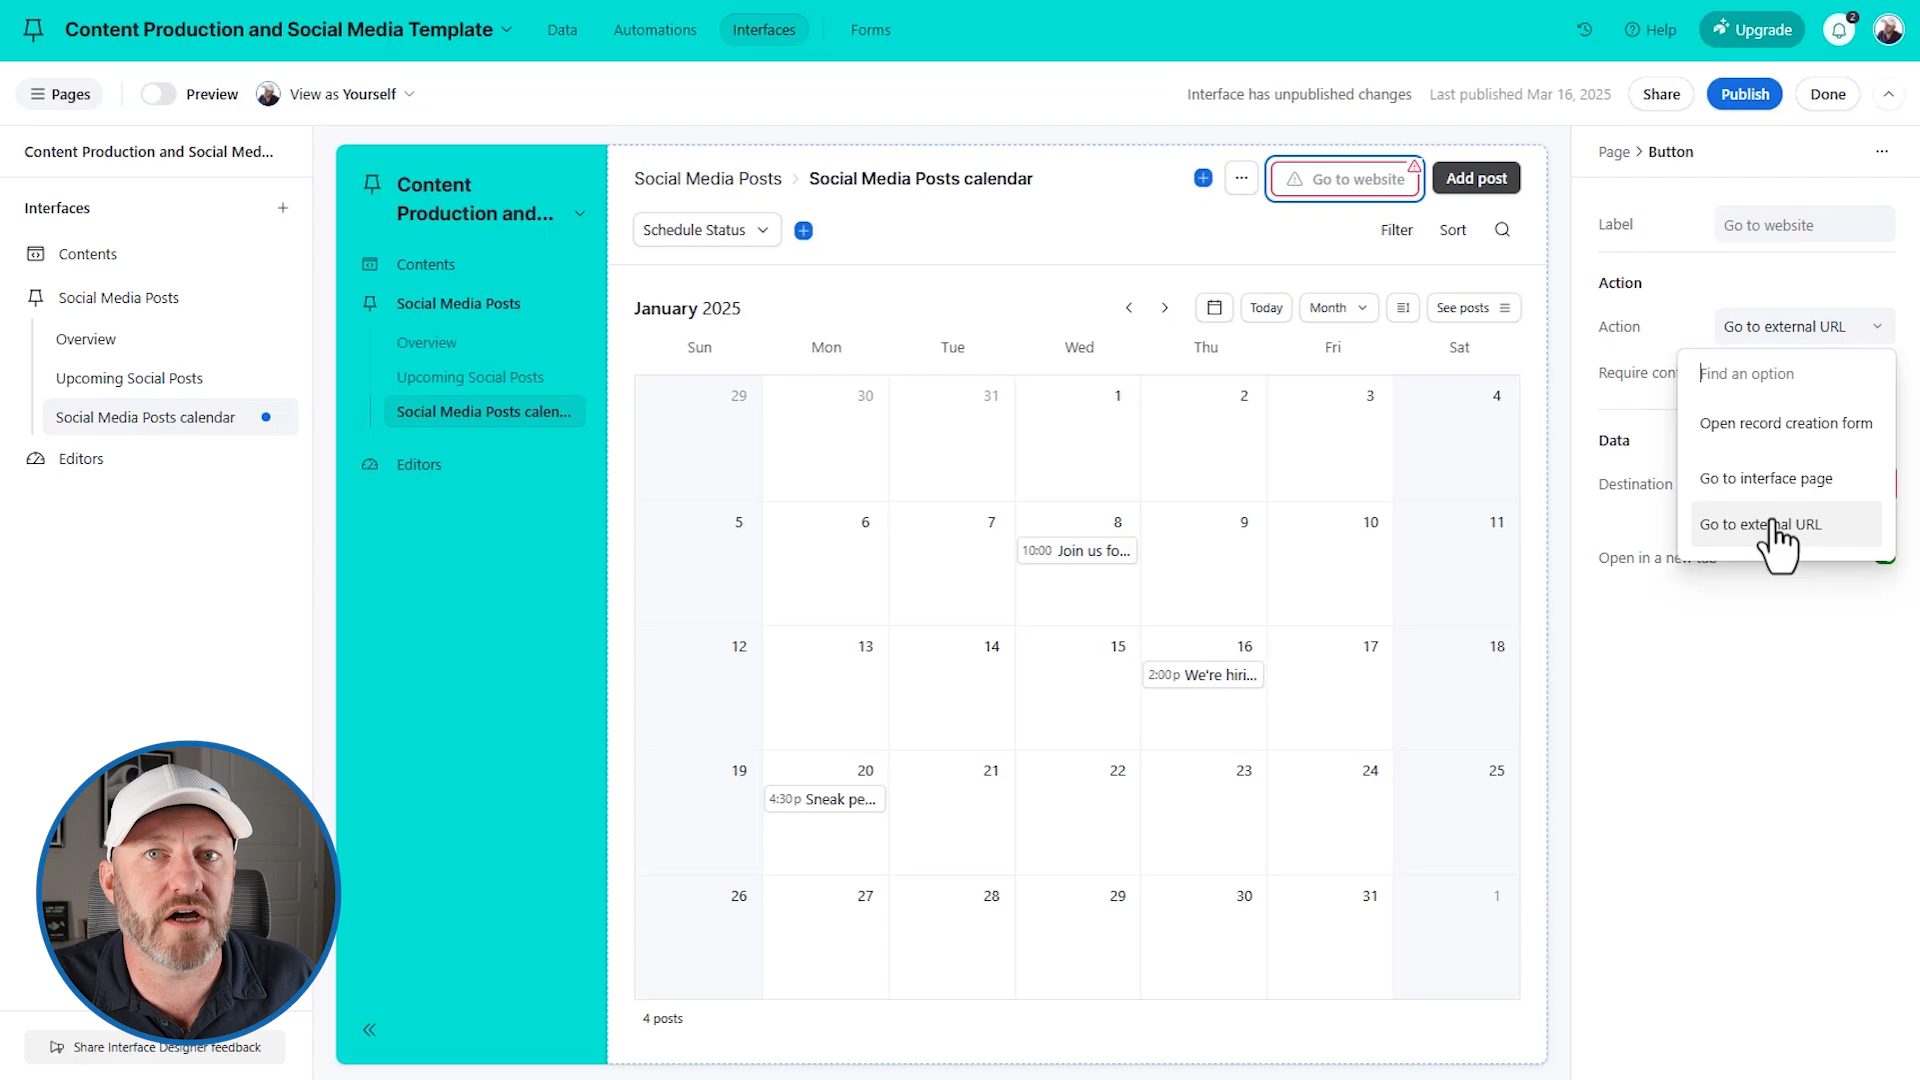 Content Production and Social Media Template
Data
Automations
Interfaces
Forms
Help
Upgrade
2
Pages
Preview
View as Yourself
Interface has unpublished changes
Last published Mar 16, 2025
Share
Publish
Done
Content Production and Social Med...
Interfaces
Contents
Social Media Posts
Overview
Upcoming Social Posts
Social Media Posts calendar
Editors
Share Interface Designer feedback
Content
Production and...
Contents
Social Media Posts
Overview
Upcoming Social Posts
Social Media Posts calen...
Editors
Social Media Posts > Social Media Posts calendar
Go to website
Add post
Schedule Status
Filter
Sort
January 2025
Today
Month
See posts
Sun Mon Tue Wed Thu Fri Sat
29 30 31 1 2 3 4
5 6 7 8 9 10 11
10:00 Join us fo...
12 13 14 15 16 17 18
2:00p We're hiri...
19 20 21 22 23 24 25
4:30p Sneak pe...
26 27 28 29 30 31 1
4 posts
Page > Button
Label
Go to website
Action
Action
Go to external URL
Require con
Find an option
Open record creation form
Data
Go to interface page
Destination
Go to external URL
Open in a new tab